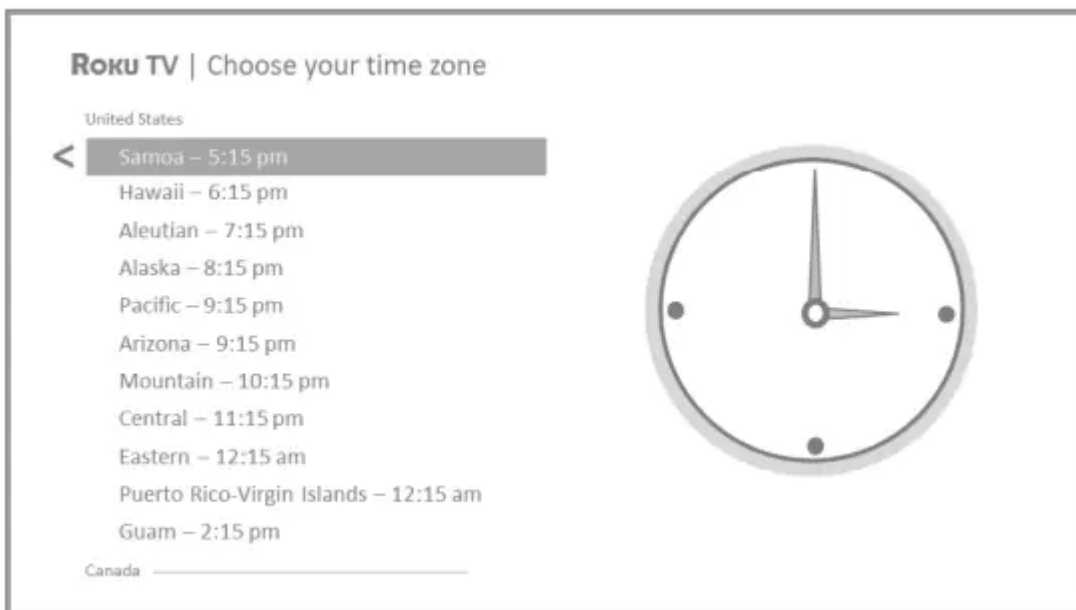 ROKU TV | Choose your time zone
United States
< Samoa – 5:15 pm
Hawaii – 6:15 pm
Aleutian – 7:15 pm
Alaska – 8:15 pm
Pacific – 9:15 pm
Arizona – 9:15 pm
Mountain – 10:15 pm
Central – 11:15 pm
Eastern – 12:15 am
Puerto Rico-Virgin Islands – 12:15 am
Guam – 2:15 pm
Canada